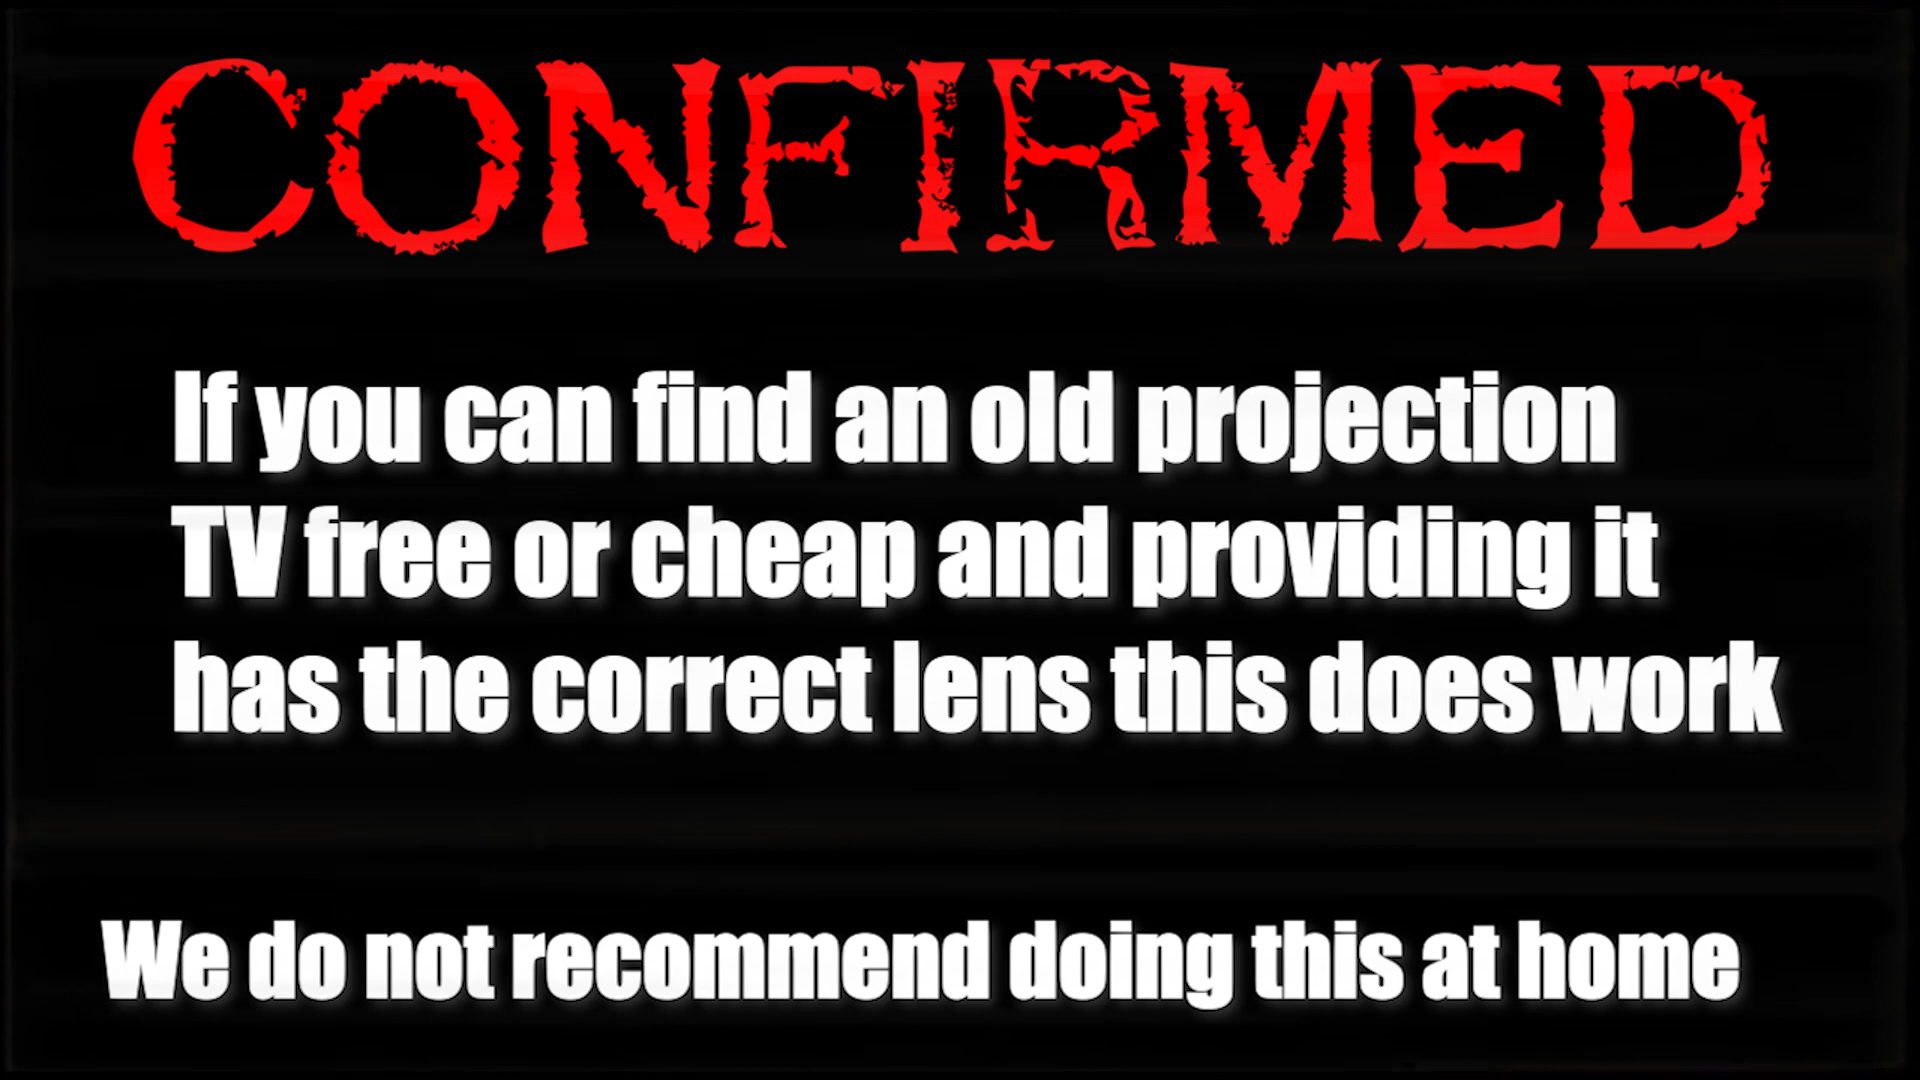 CONFIRMED
If you can find an old projection
TV free or cheap and providing it
has the correct lens this does work
We do not recommend doing this at home